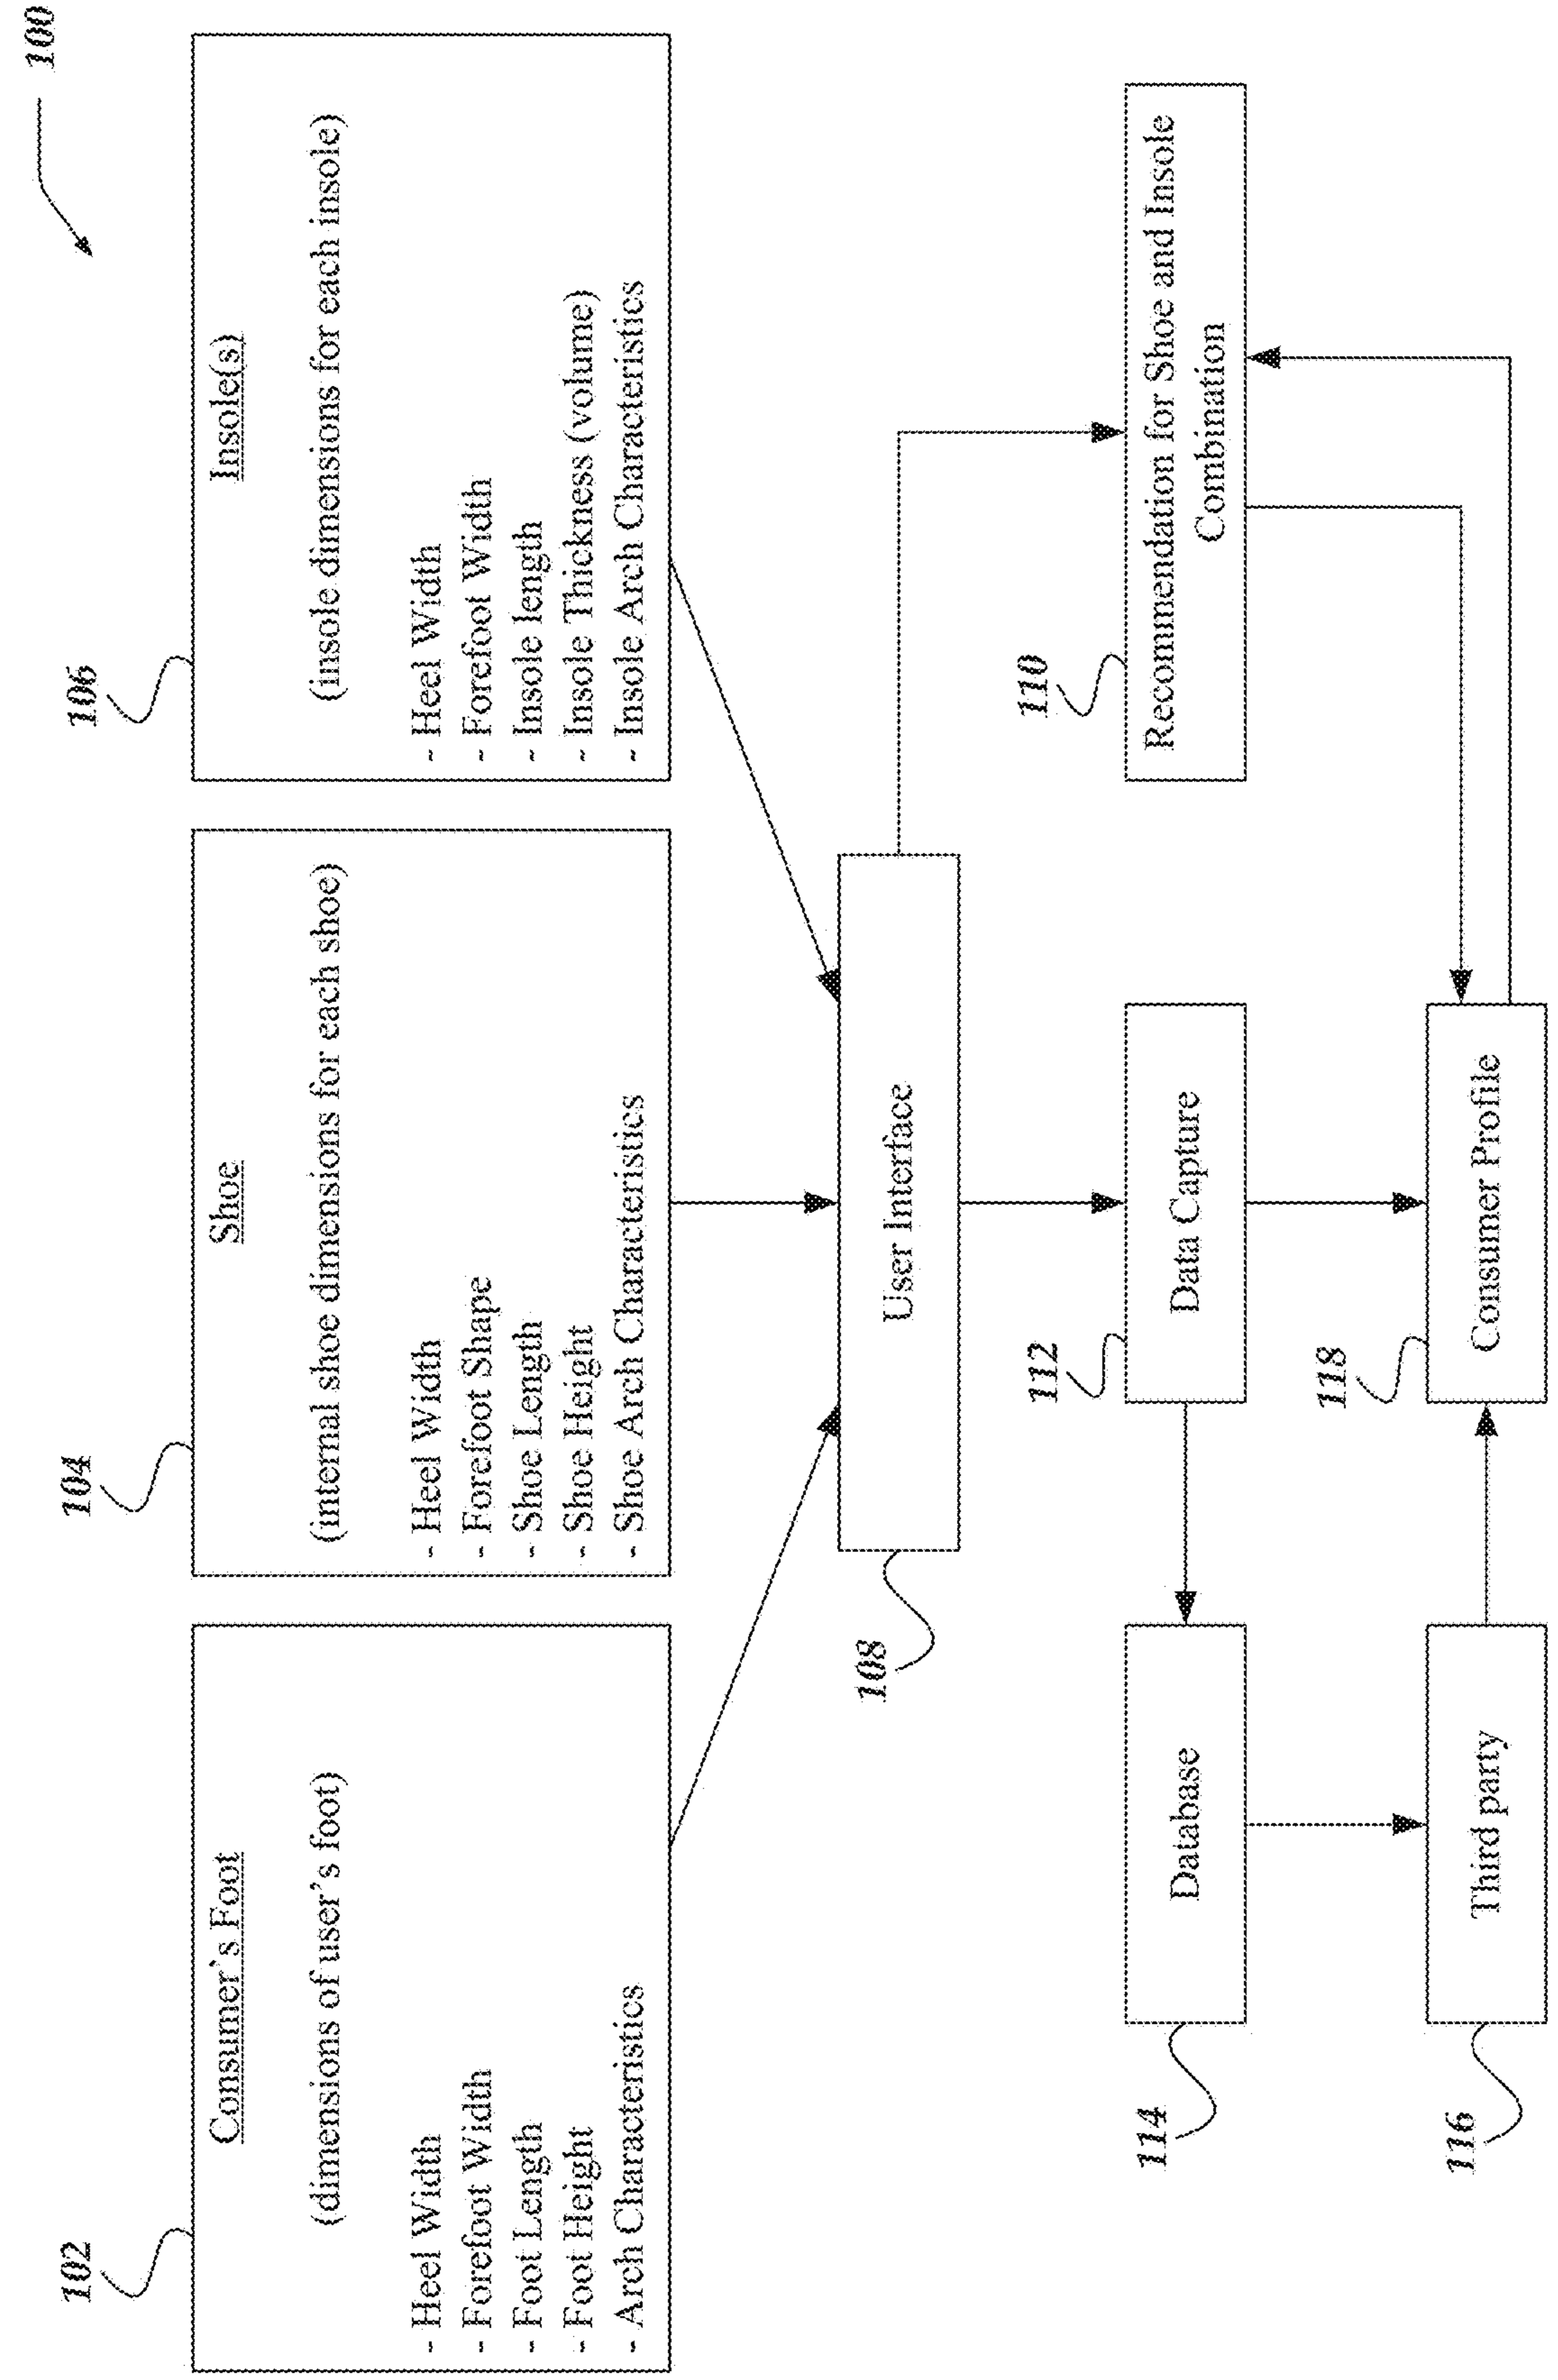 100
102
Consumer's Foot
(dimensions of user's foot)
- Heel Width
- Forefoot Width
- Foot Length
- Foot Height
- Arch Characteristics
104
Shoe
(internal shoe dimensions for each shoe)
- Heel Width
- Forefoot Shape
- Shoe Length
- Shoe Height
- Shoe Arch Characteristics
106
Insole(s)
(insole dimensions for each insole)
- Heel Width
- Forefoot Width
- Insole length
- Insole Thickness (volume)
- Insole Arch Characteristics
108
User Interface
114
Database
112
Data Capture
110
Recommendation for Shoe and Insole
Combination
116
Third party
118
Consumer Profile